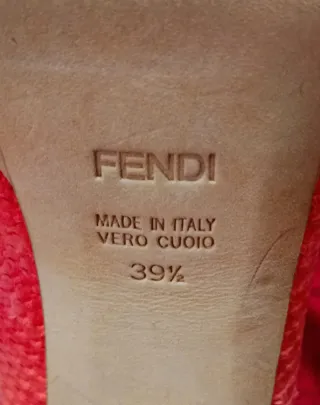 FENDI
MADE IN ITALY
VERO CUOIO
39½